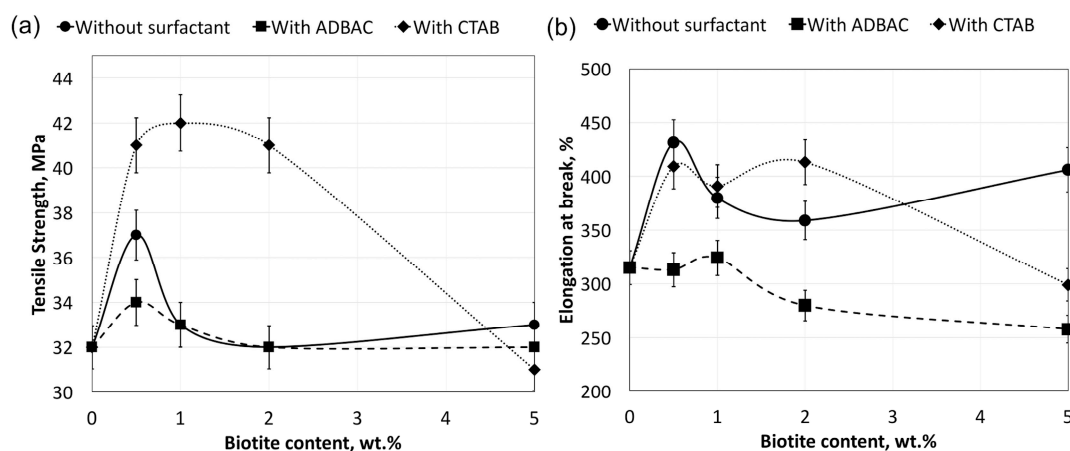 (a)
Without surfactant
With ADBAC
With CTAB
Tensile Strength, MPa
44
42
40
38
36
34
32
30
0
1
2
3
4
5
Biotite content, wt.%
(b)
Without surfactant
With ADBAC
With CTAB
Elongation at break, %
500
450
400
350
300
250
200
0
1
2
3
4
5
Biotite content, wt.%